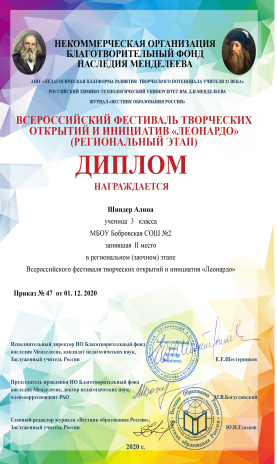 НЕКОММЕРЧЕСКАЯ ОРГАНИЗАЦИЯ
БЛАГОТВОРИТЕЛЬНЫЙ ФОНД
НАСЛЕДИЯ МЕНДЕЛЕЕВА
АНО «ПЕДАГОГИЧЕСКАЯ ПЛАТФОРМА РАЗВИТИЯ ТВОРЧЕСКОГО ПОТЕНЦИАЛА УЧИТЕЛЯ 21 ВЕКА»
РОССИЙСКИЙ ХИМИКО-ТЕХНОЛОГИЧЕСКИЙ УНИВЕРСИТЕТ ИМ. Д.И.МЕНДЕЛЕЕВА
ЖУРНАЛ «ВЕСТНИК ОБРАЗОВАНИЯ РОССИИ»
ВСЕРОССИЙСКИЙ ФЕСТИВАЛЬ ТВОРЧЕСКИХ
ОТКРЫТИЙ И ИНИЦИАТИВ «ЛЕОНАРДО»
(РЕГИОНАЛЬНЫЙ ЭТАП)
ДИПЛОМ
НАГРАЖДАЕТСЯ
Шнидер Алина
ученица 3 класса
МБОУ Бобровская СОШ №2
занявшая II место
в региональном (заочном) этапе
Всероссийского фестиваля творческих открытий и инициатив «Леонардо»
Приказ № 47 от 01. 12. 2020
Исполнительный директор НО Благотворительный фонд
наследия Менделеева, кандидат педагогических наук,
Заслуженный учитель России
Е.Е.Шестернинов
Председатель правления НО Благотворительный фонд
наследия Менделеева, доктор педагогических наук,
член-корреспондент РАО
М.В.Богуславский
Главный редактор журнала «Вестник образования России»,
Заслуженный учитель России
Ю.И.Глазков
2020 г.